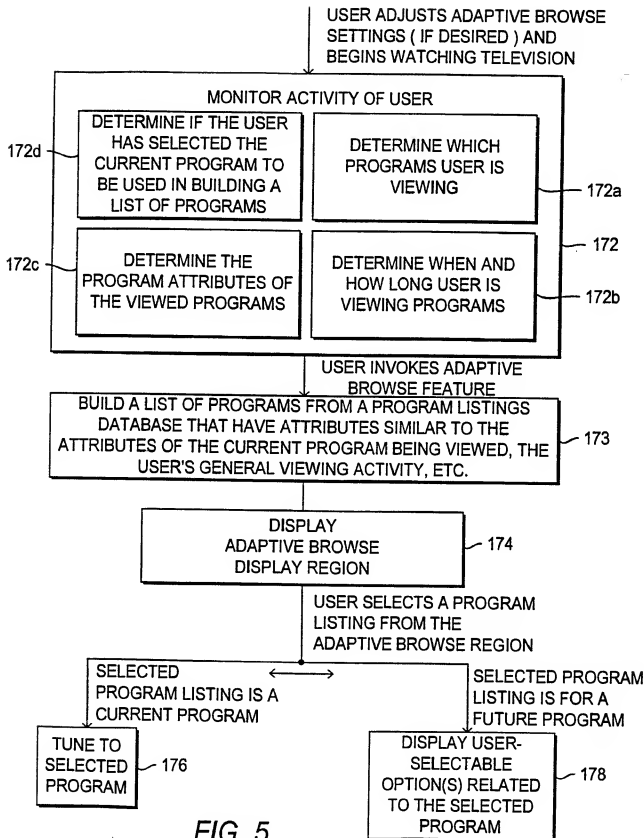 USER ADJUSTS ADAPTIVE BROWSE
SETTINGS ( IF DESIRED ) AND
BEGINS WATCHING TELEVISION
MONITOR ACTIVITY OF USER
172d
DETERMINE IF THE USER
HAS SELECTED THE
CURRENT PROGRAM TO
BE USED IN BUILDING A
LIST OF PROGRAMS
DETERMINE WHICH
PROGRAMS USER IS
VIEWING
172a
172
172c
DETERMINE THE
PROGRAM ATTRIBUTES OF
THE VIEWED PROGRAMS
DETERMINE WHEN AND
HOW LONG USER IS
VIEWING PROGRAMS
172b
USER INVOKES ADAPTIVE
BROWSE FEATURE
BUILD A LIST OF PROGRAMS FROM A PROGRAM LISTINGS
DATABASE THAT HAVE ATTRIBUTES SIMILAR TO THE
ATTRIBUTES OF THE CURRENT PROGRAM BEING VIEWED, THE
USER'S GENERAL VIEWING ACTIVITY, ETC.
173
DISPLAY
ADAPTIVE BROWSE
DISPLAY REGION
174
USER SELECTS A PROGRAM
LISTING FROM THE
ADAPTIVE BROWSE REGION
SELECTED
PROGRAM LISTING IS A
CURRENT PROGRAM
SELECTED PROGRAM
LISTING IS FOR A
FUTURE PROGRAM
TUNE TO
SELECTED
PROGRAM
176
DISPLAY USER-
SELECTABLE
OPTION(S) RELATED
TO THE SELECTED
PROGRAM
178
FIG. 5